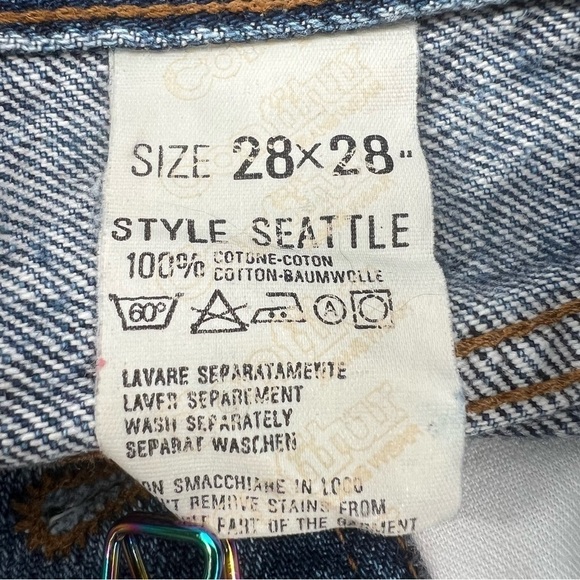 SIZE 28×28"
STYLE SEATTLE
100% COTONE-COTON
COTTON-BAUMWOLLE
60° A
LAVARE SEPARATAMENTE
LAVER SEPAREMENT
WASH SEPARATELY
SEPARAT WASCHEN
SMACCHIARE IN LOCO
REMOVE STAINS FROM
PART OF THE GARMENT